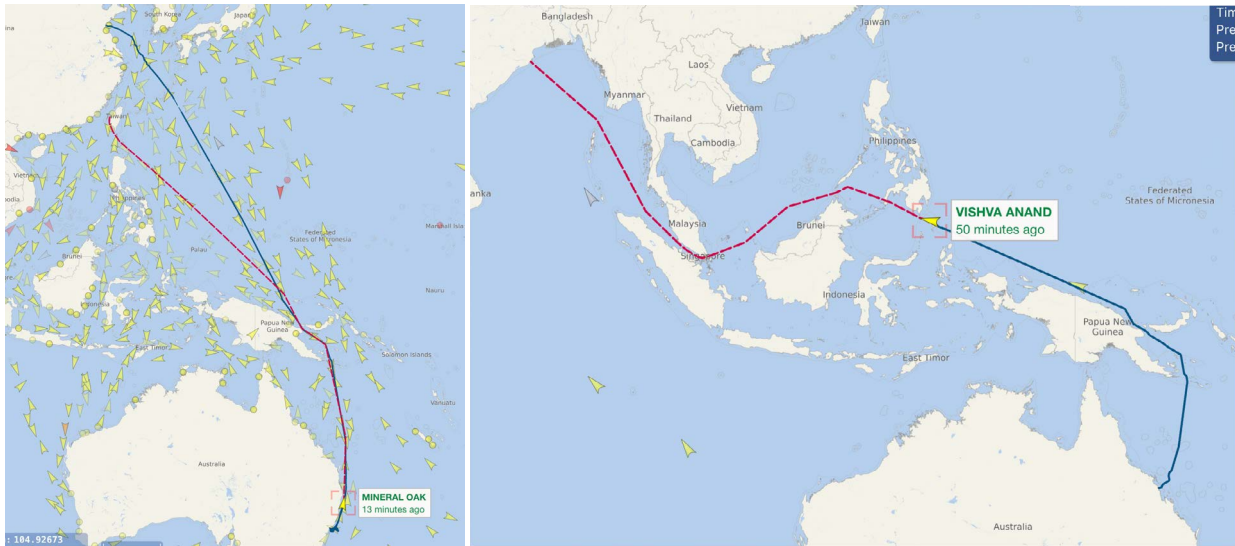 South Korea
Japan
Taiwan
Vietnam
Philippines
Palau
Federated
States of Micronesia
Marshall Isla
Brunei
Nauru
Indonesia
Papua New
Guinea
East Timor
Solomon Islands
Vanuatu
Australia
MINERAL OAK
13 minutes ago
: 104.92673
Bangladesh
Taiwan
Tim
Pre
Pre
Laos
Myanmar
Thailand
Vietnam
Cambodia
Philippines
Federated
States of Micronesia
anka
VISHVA ANAND
50 minutes ago
Malaysia
Brunei
Singapore
Indonesia
Papua New
Guinea
East Timor
Australia